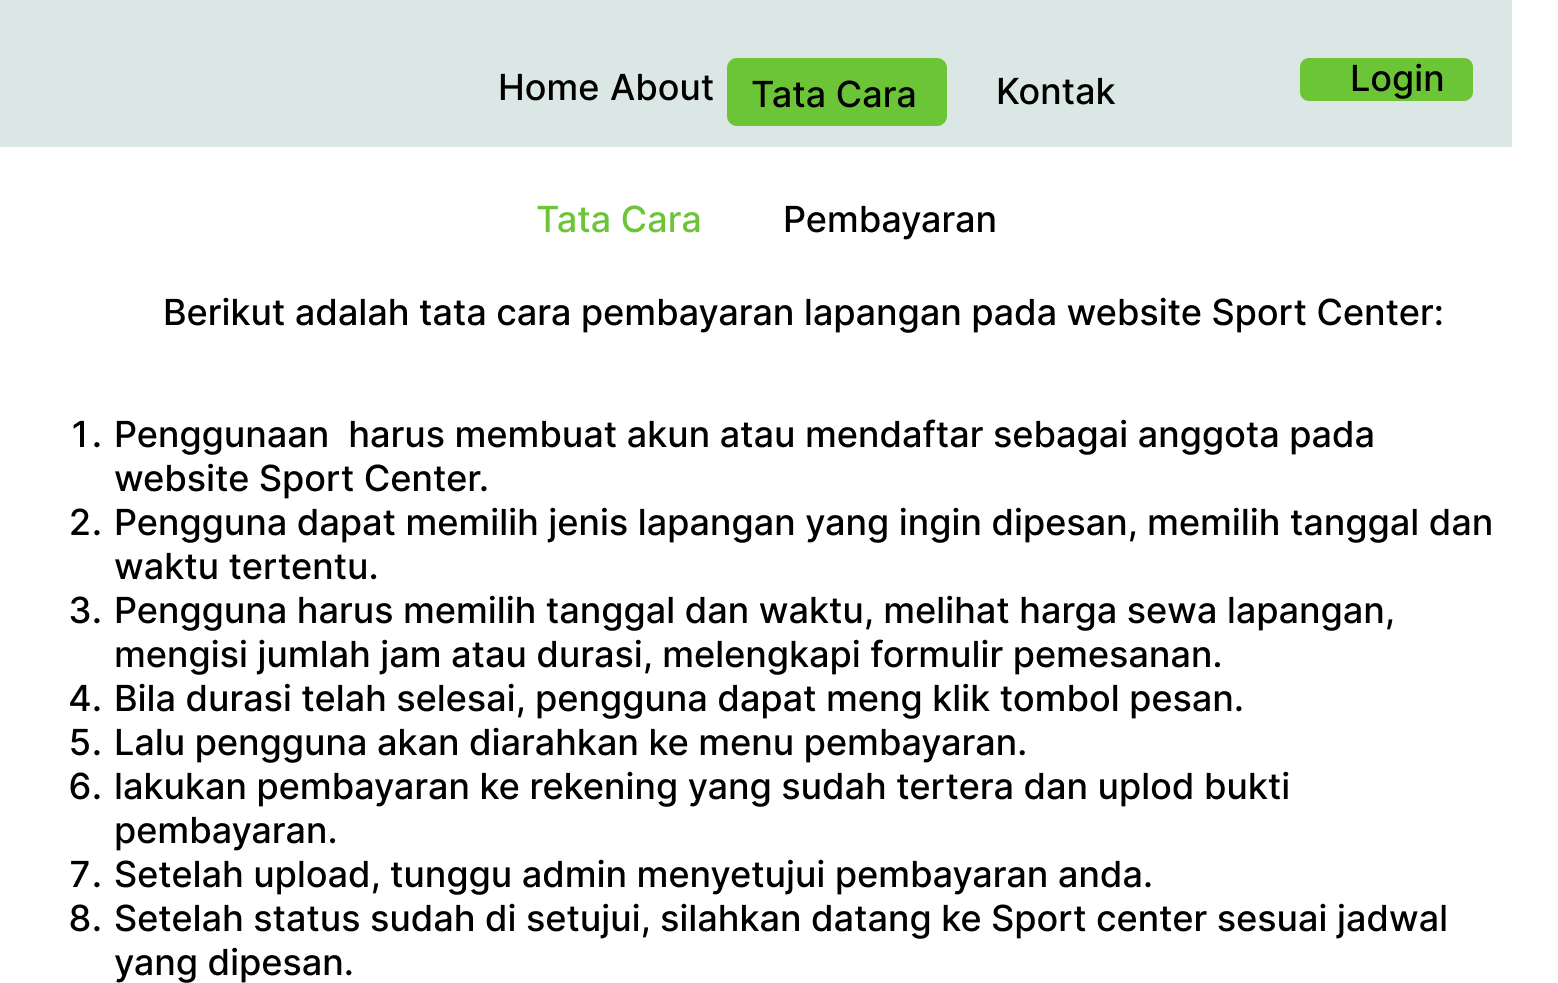 Home About Tata Cara Kontak Login
Tata Cara Pembayaran
Berikut adalah tata cara pembayaran lapangan pada website Sport Center:
1. Penggunaan  harus membuat akun atau mendaftar sebagai anggota pada
website Sport Center.
2. Pengguna dapat memilih jenis lapangan yang ingin dipesan, memilih tanggal dan
waktu tertentu.
3. Pengguna harus memilih tanggal dan waktu, melihat harga sewa lapangan,
mengisi jumlah jam atau durasi, melengkapi formulir pemesanan.
4. Bila durasi telah selesai, pengguna dapat meng klik tombol pesan.
5. Lalu pengguna akan diarahkan ke menu pembayaran.
6. lakukan pembayaran ke rekening yang sudah tertera dan uplod bukti
pembayaran.
7. Setelah upload, tunggu admin menyetujui pembayaran anda.
8. Setelah status sudah di setujui, silahkan datang ke Sport center sesuai jadwal
yang dipesan.